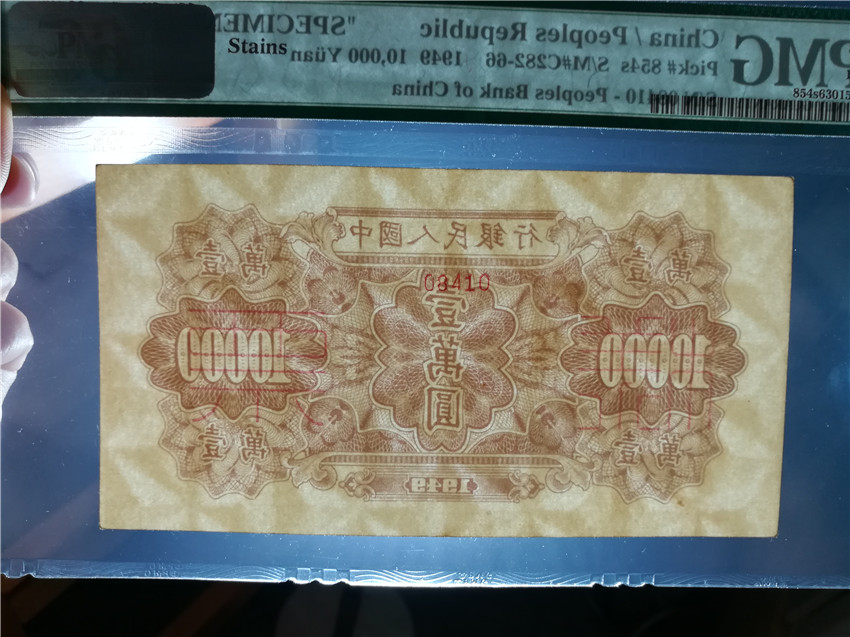 PMG
China / Peoples Republic "SPECIMEN
Pick# 854s S/M#C282-66 1949 10,000 Yüan
Peoples Bank of China
Stains
854s63015
中國人民銀行
壹萬
壹萬
壹萬圓
10000
10000
壹萬
壹萬
1949